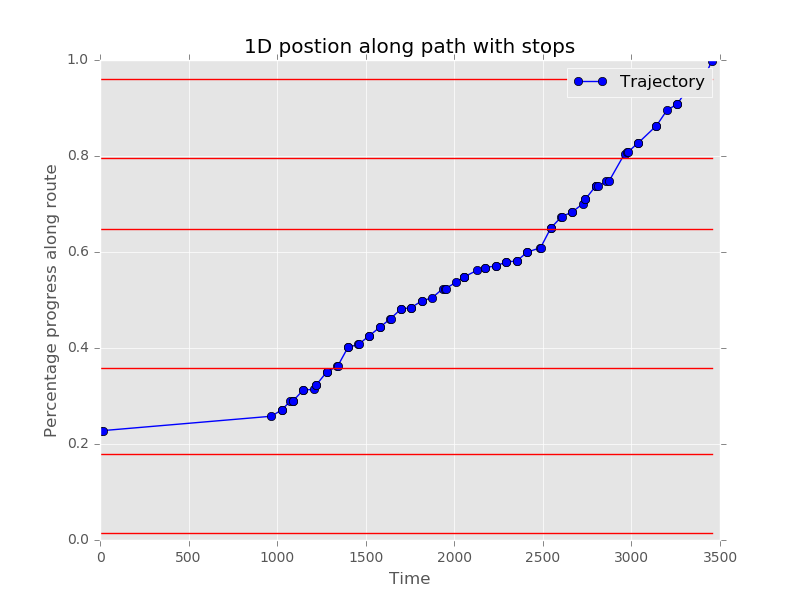 1D postion along path with stops
Trajectory
Percentage progress along route
1.0
0.8
0.6
0.4
0.2
0.0
0 500 1000 1500 2000 2500 3000 3500
Time